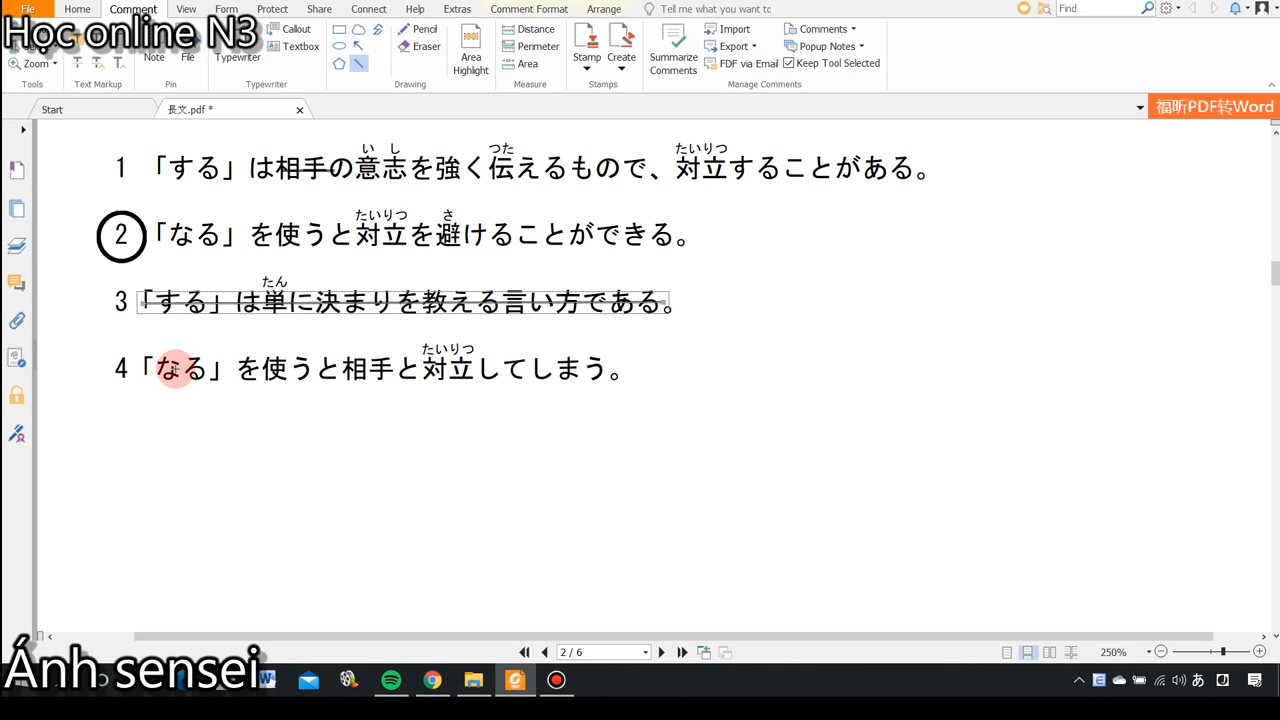 File Comment View Form Protect Share Connect Help Extras Comment Format Arrange Tell me what you want to Find
Học online N3
Callout Pencil Distance Import Comments
Textbox Eraser Perimeter Export Popup Notes
Zoom Note File Typewriter Area Highlight Area Stamp Create Summarize Comments FDF via Email Keep Tool Selected
Tools Text Markup Pin Typewriter Drawing Measure Stamps Manage Comments
Start 長文.pdf * 福昕PDF转Word
いし つた たいりつ
1 「する」は相手の意志を強く伝えるもので、対立することがある。
たいりつ さ
2 「なる」を使うと対立を避けることができる。
たん
3 「する」は単に決まりを教える言い方である。
たいりつ
4 「なる」を使うと相手と対立してしまう。
2 / 6 250%
Ánh sensei